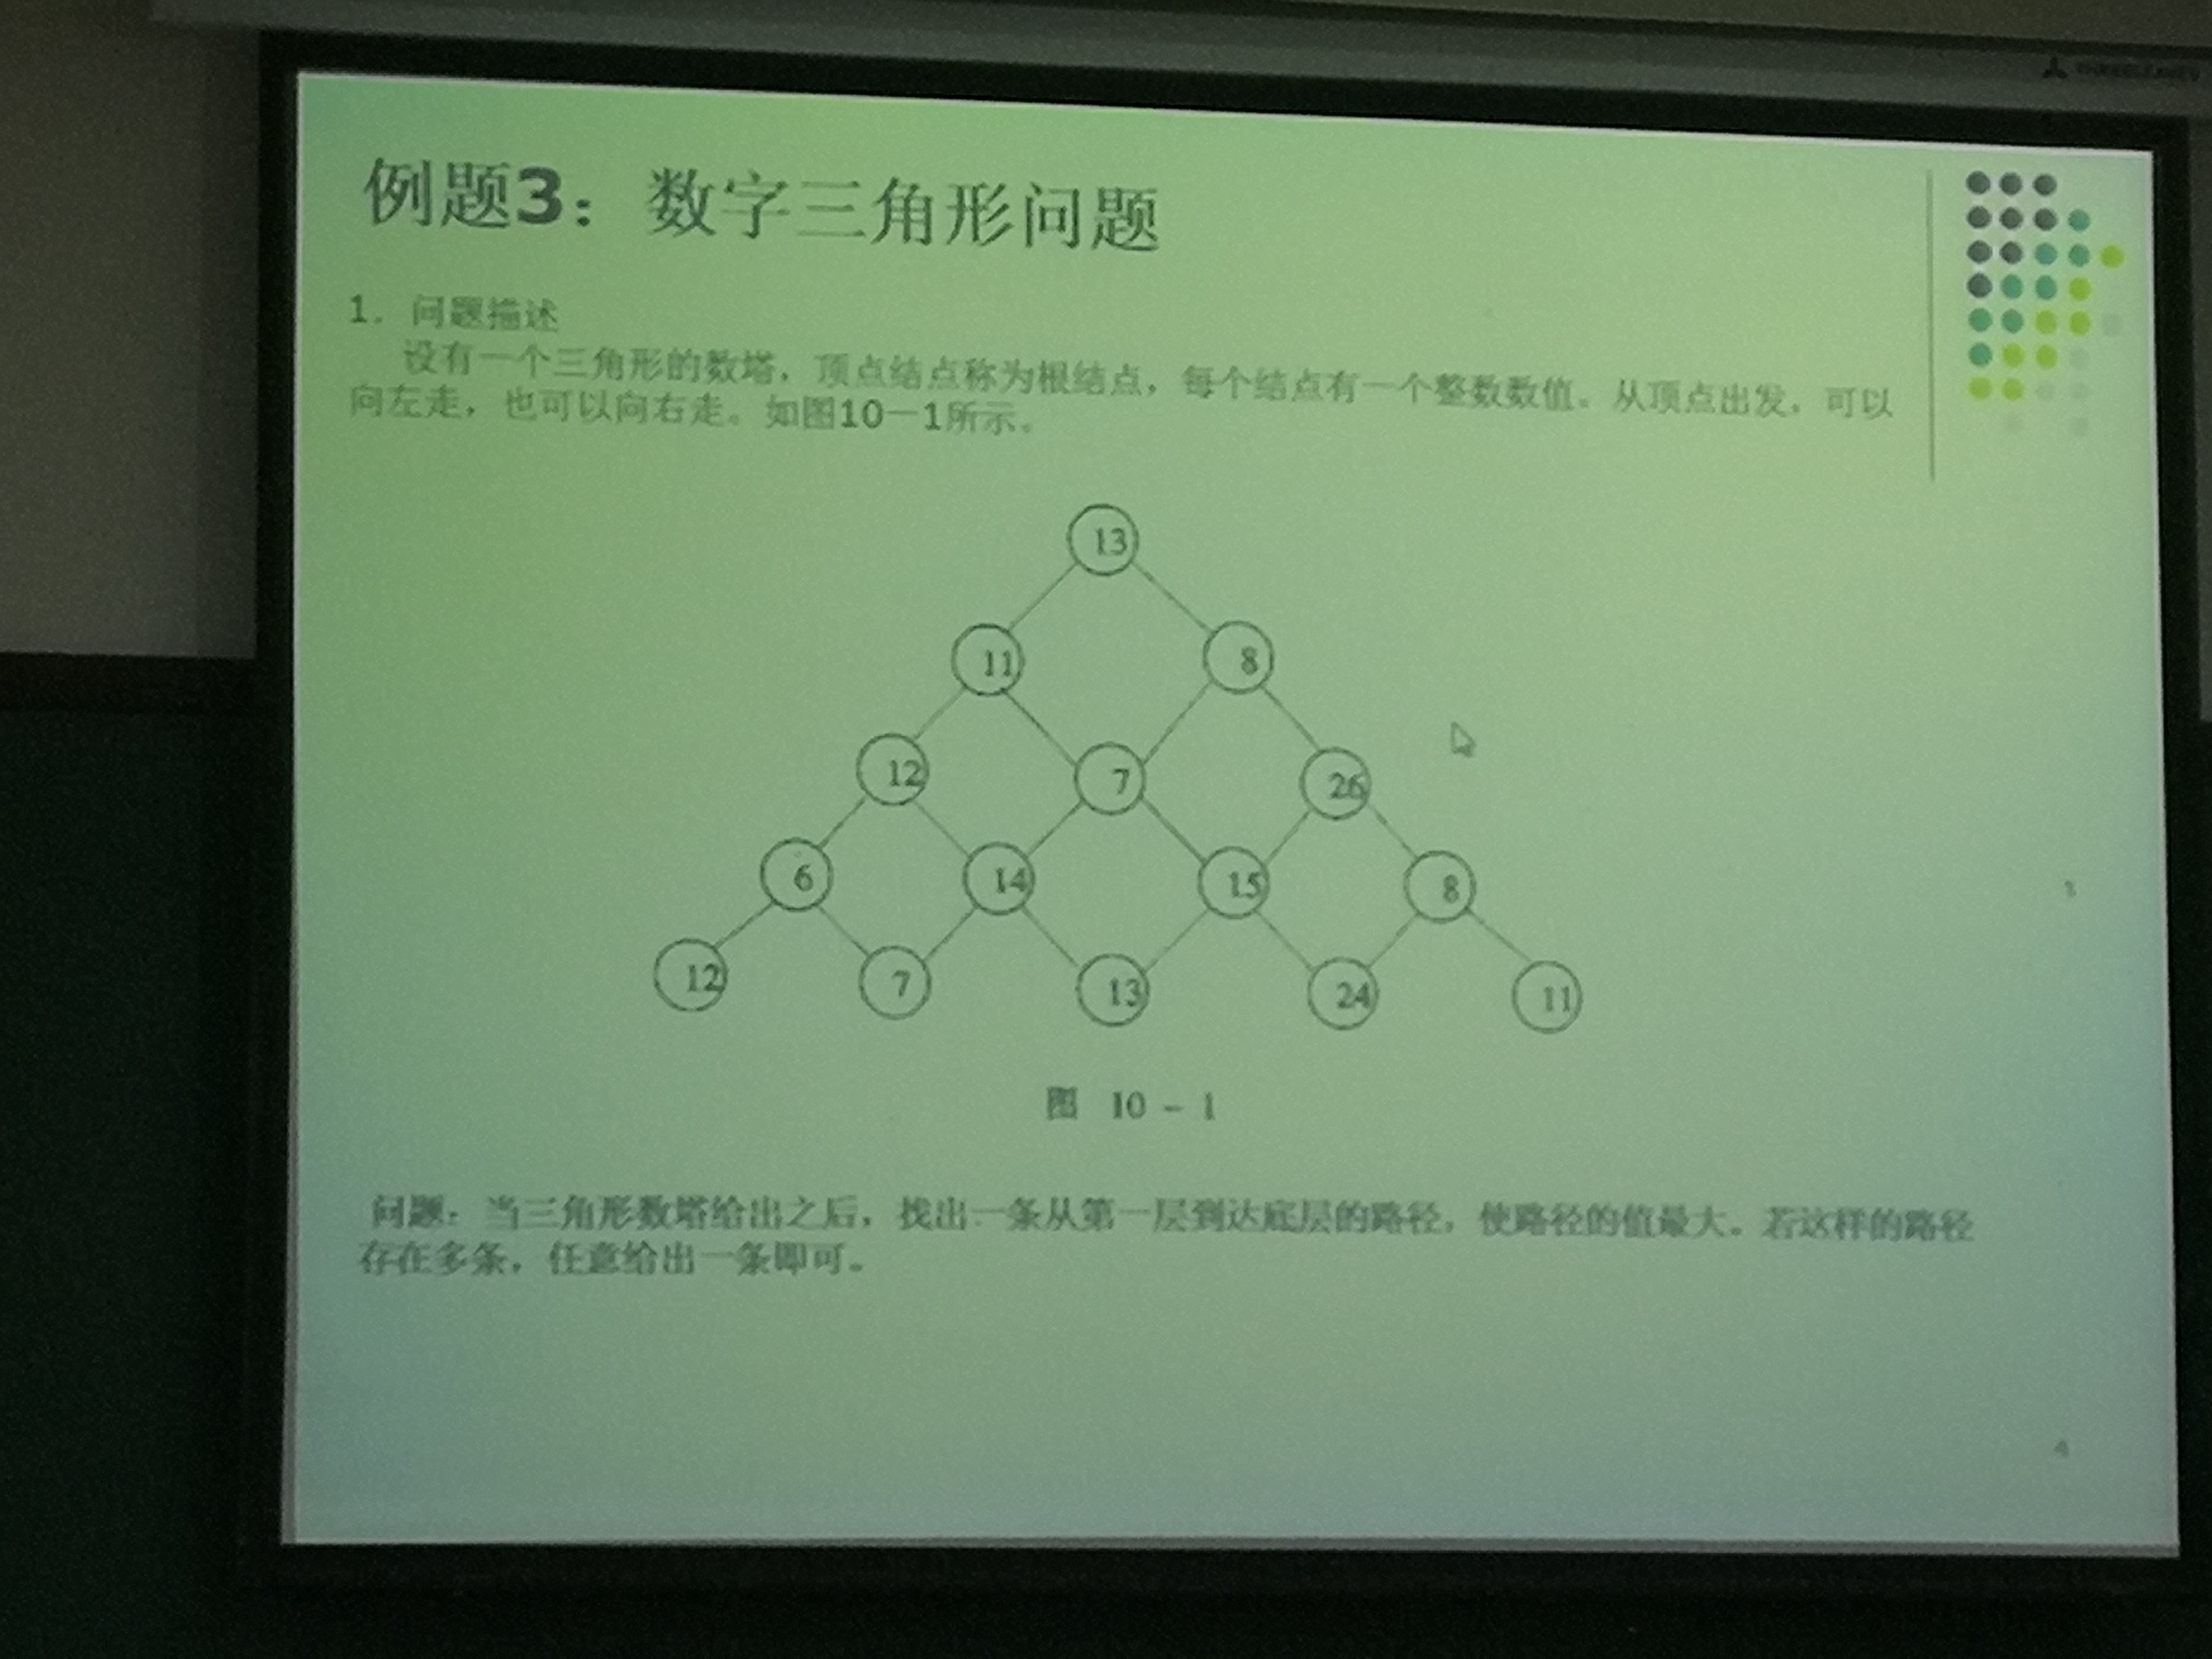 例题3：数字三角形问题
1．问题描述
设有一个三角形的数塔，顶点结点称为根结点，每个结点有一个整数数值。从顶点出发，可以
向左走，也可以向右走。如图10－1所示。
13
11 8
12 7 26
6 14 15 8
12 7 13 24 11
图 10 - 1
问题：当三角形数塔给出之后，找出一条从第一层到达底层的路径，使路径的值最大。若这样的路径
存在多条，任意给出一条即可。
4